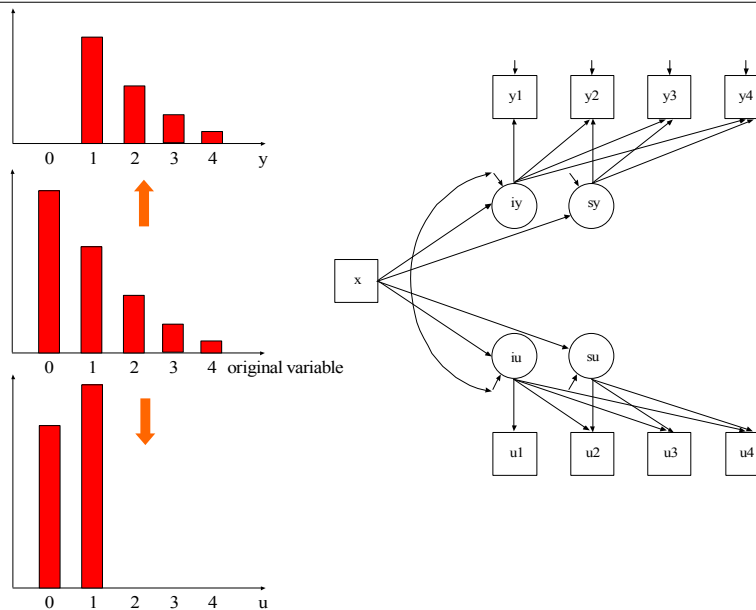 0 1 2 3 4 y
0 1 2 3 4 original variable
0 1 2 3 4 u
y1 y2 y3 y4
iy sy
x
iu su
u1 u2 u3 u4